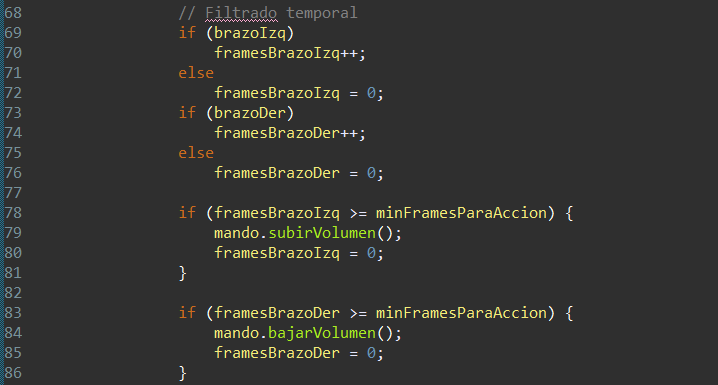 68 // Filtrado temporal
69 if (brazoIzq)
70 framesBrazoIzq++;
71 else
72 framesBrazoIzq = 0;
73 if (brazoDer)
74 framesBrazoDer++;
75 else
76 framesBrazoDer = 0;
77
78 if (framesBrazoIzq >= minFramesParaAccion) {
79 mando.subirVolumen();
80 framesBrazoIzq = 0;
81 }
82
83 if (framesBrazoDer >= minFramesParaAccion) {
84 mando.bajarVolumen();
85 framesBrazoDer = 0;
86 }